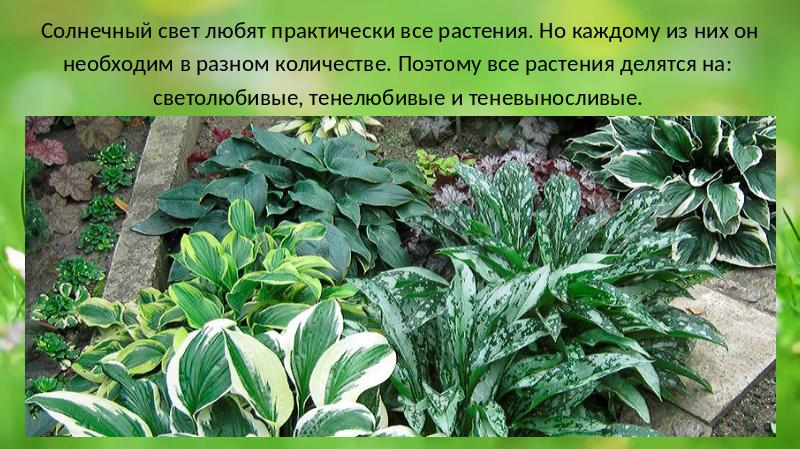 Солнечный свет любят практически все растения. Но каждому из них он
необходим в разном количестве. Поэтому все растения делятся на:
светолюбивые, тенелюбивые и теневыносливые.